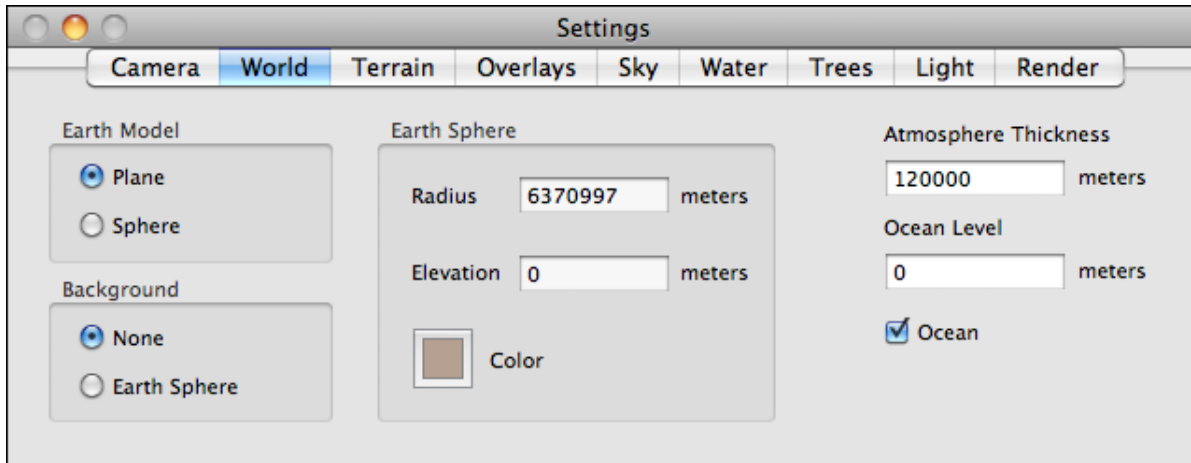 Settings
Camera World Terrain Overlays Sky Water Trees Light Render
Earth Model
Plane
Sphere
Background
None
Earth Sphere
Earth Sphere
Radius 6370997 meters
Elevation 0 meters
Color
Atmosphere Thickness
120000 meters
Ocean Level
0 meters
Ocean